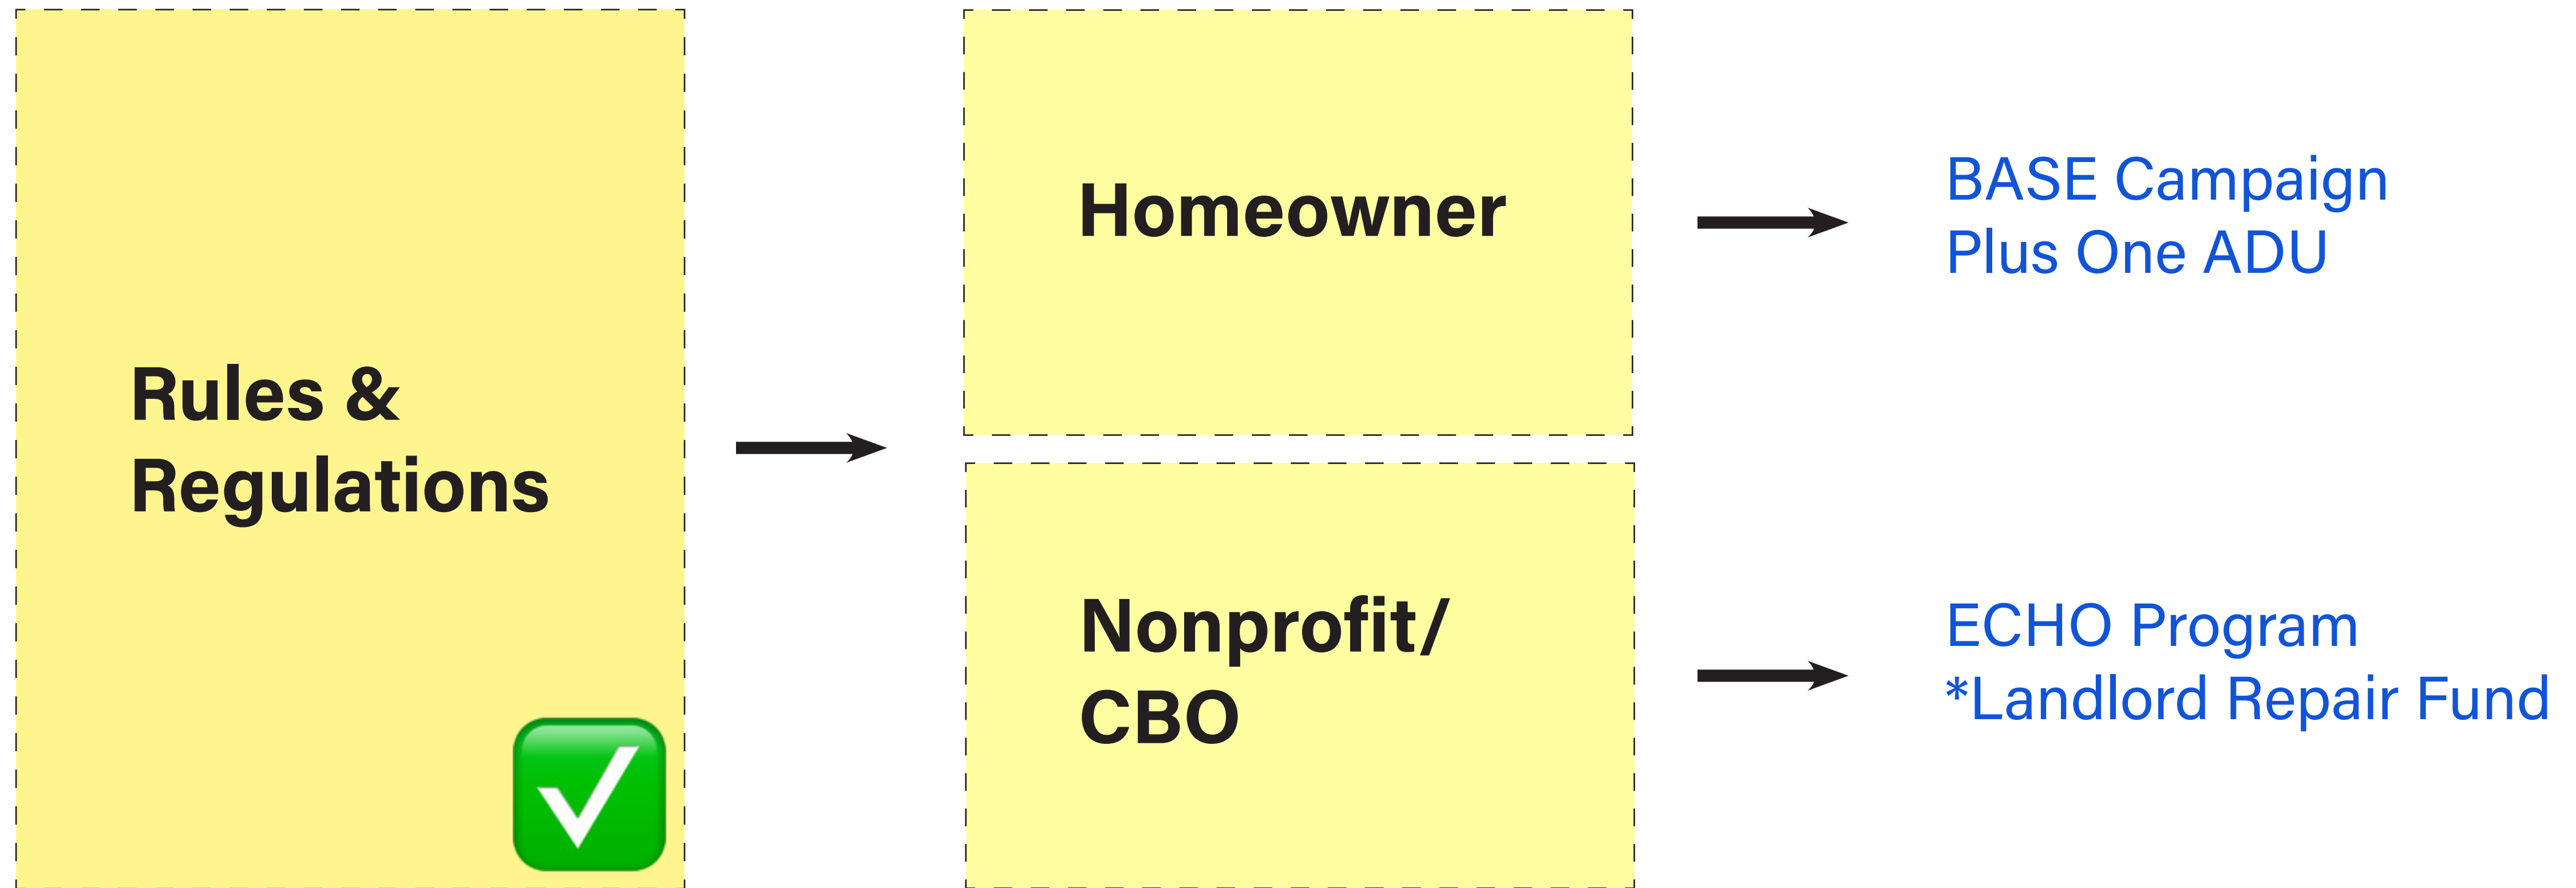 Rules &
Regulations
Homeowner
BASE Campaign
Plus One ADU
Nonprofit/
CBO
ECHO Program
*Landlord Repair Fund